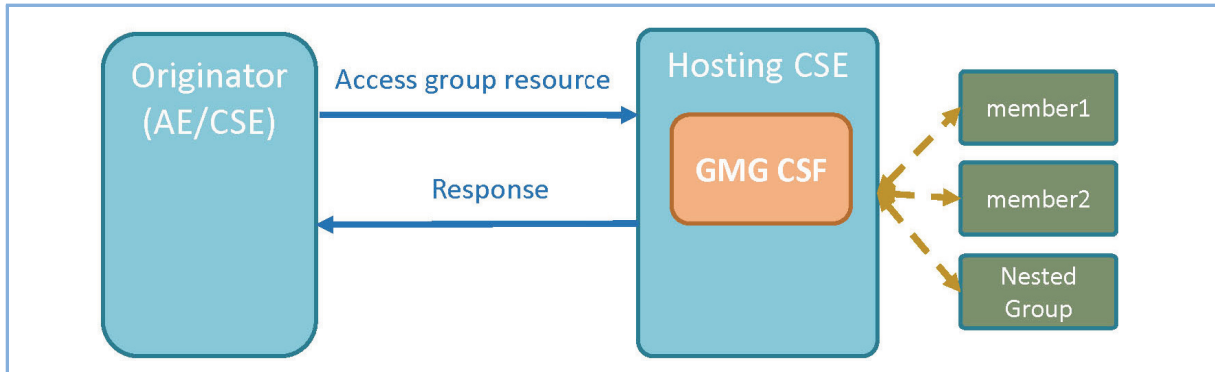 Originator
(AE/CSE)
Access group resource
Response
Hosting CSE
GMG CSF
member1
member2
Nested
Group